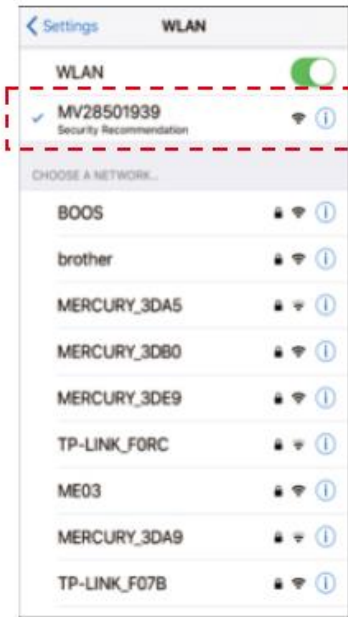 Settings WLAN
WLAN
MV28501939
Security Recommendation
CHOOSE A NETWORK...
BOOS
brother
MERCURY_3DA5
MERCURY_3DB0
MERCURY_3DE9
TP-LINK_F0RC
ME03
MERCURY_3DA9
TP-LINK_F07B